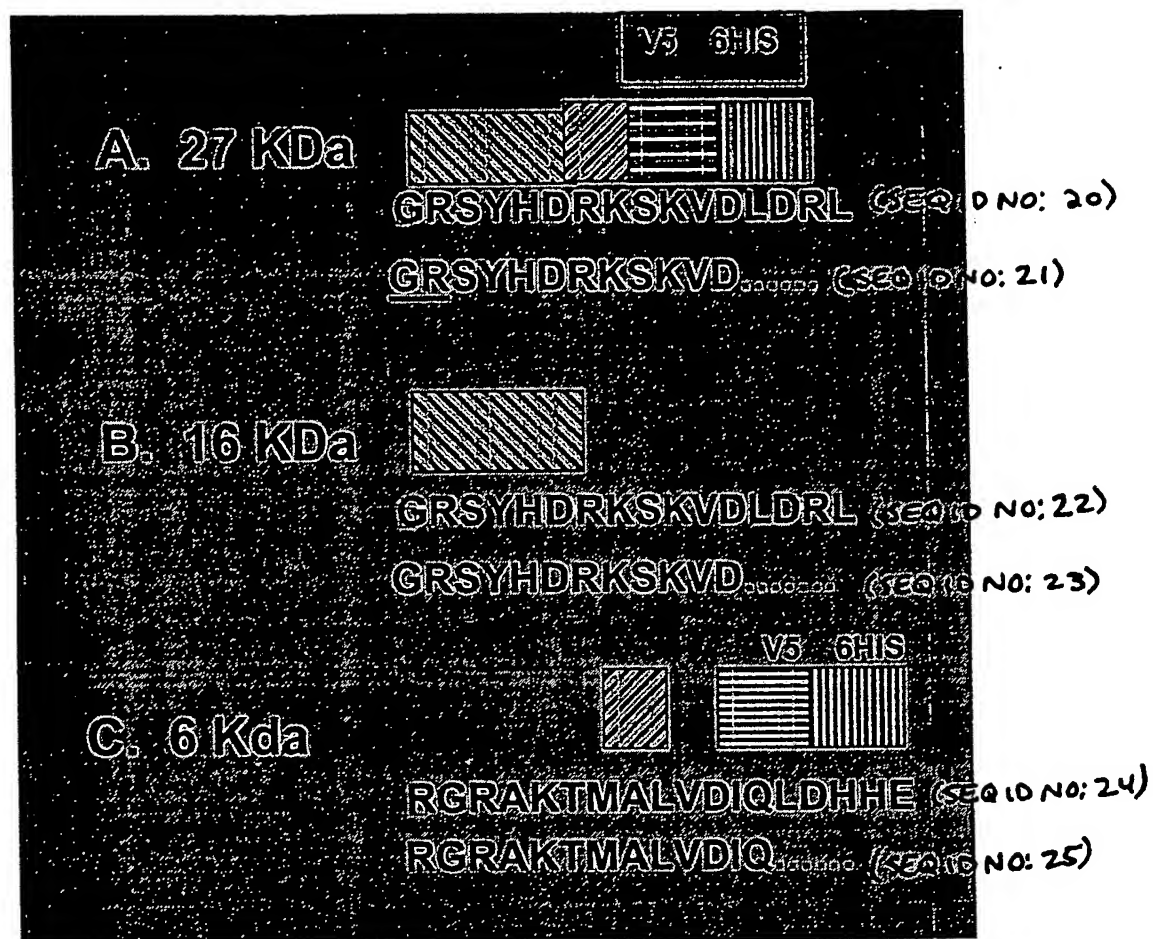 V5 6HIS
A. 27 KDa
GRSYHDRKSKVDLDRL (SEQ ID NO: 20)
GRSYHDRKSKVD...... (SEQ ID NO: 21)
B. 16 KDa
GRSYHDRKSKVDLDRL (SEQ ID NO: 22)
GRSYHDRKSKVD....... (SEQ ID NO: 23)
V5 6HIS
C. 6 Kda
RGRAKTMALVDIQLDHHE (SEQ ID NO: 24)
RGRAKTMALVDIQ...... (SEQ ID NO: 25)